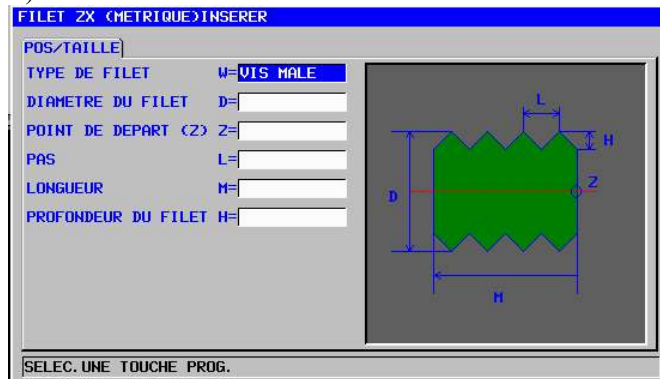 FILET ZX (METRIQUE)INSERER
POS/TAILLE
TYPE DE FILET W=VIS MALE
DIAMETRE DU FILET D=
POINT DE DEPART (Z) Z=
PAS L=
LONGUEUR M=
PROFONDEUR DU FILET H=
L
H
Z
D
M
SELEC.UNE TOUCHE PROG.